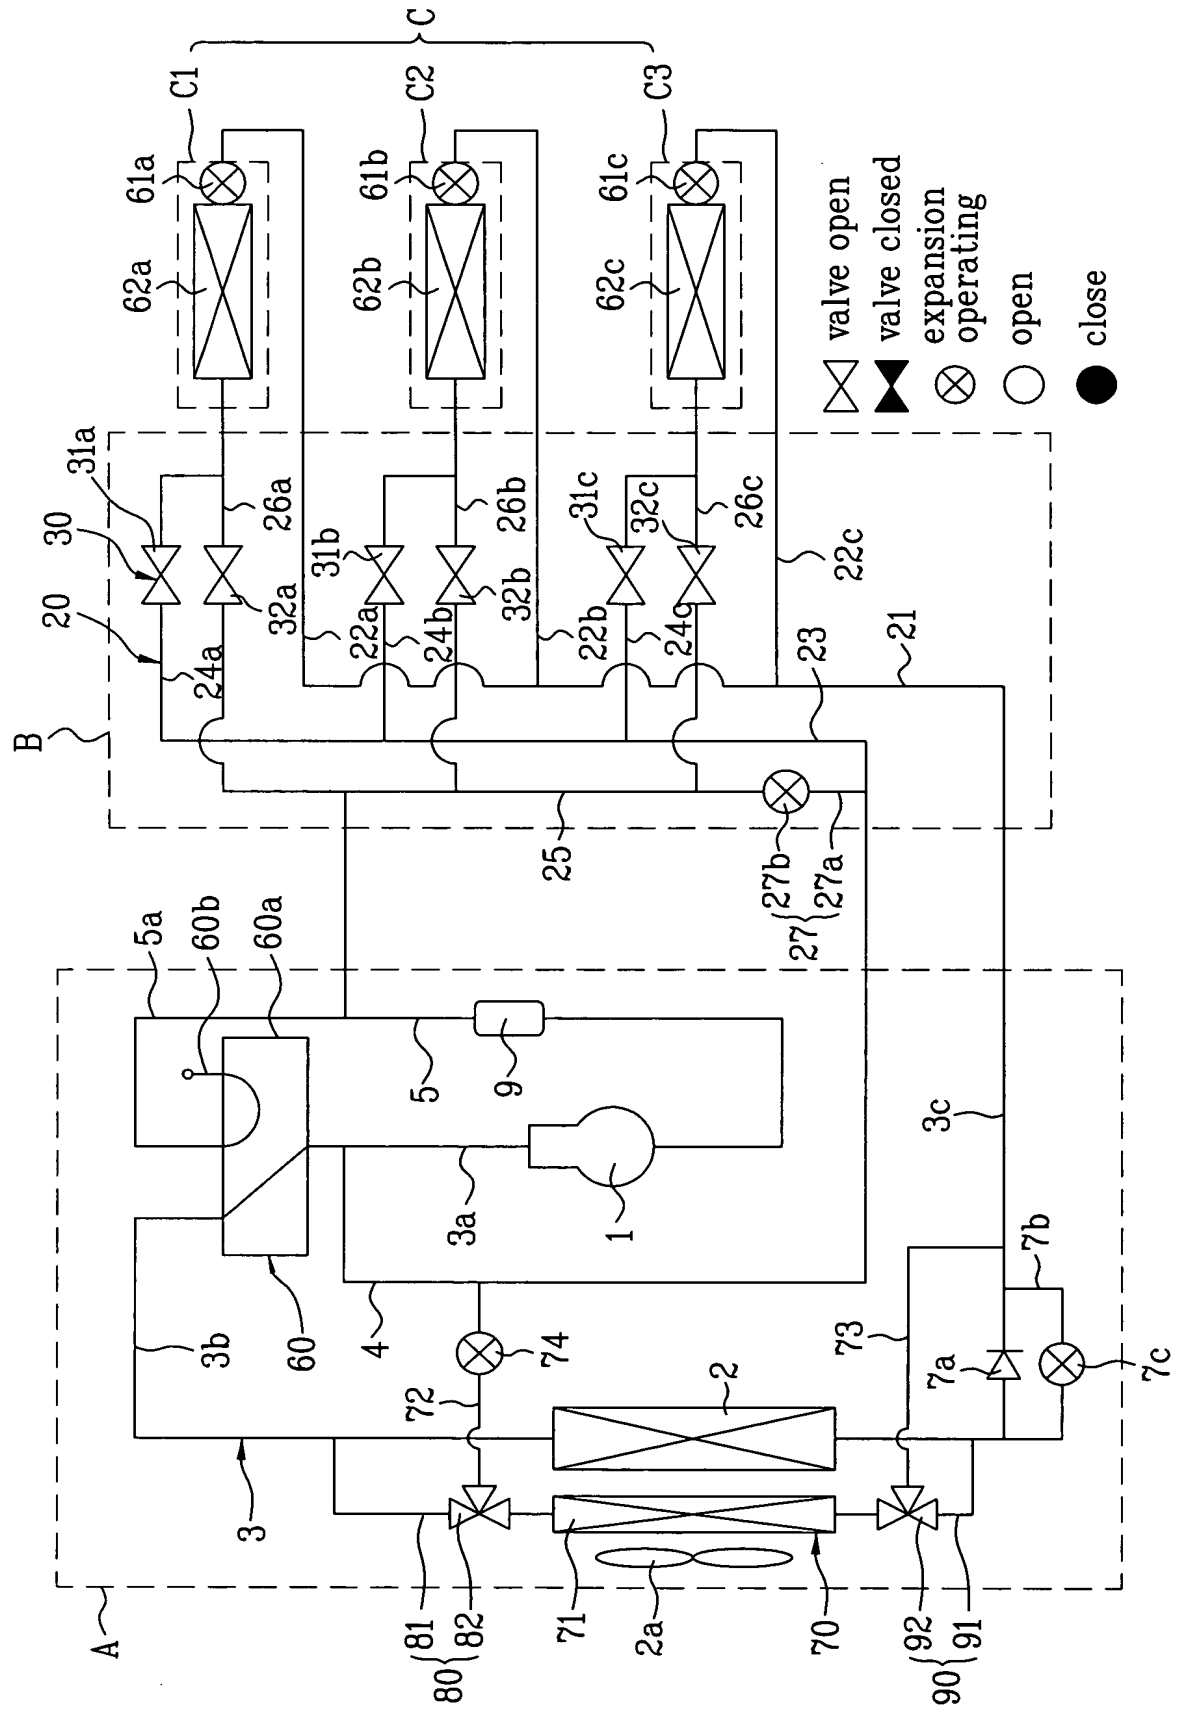 C
C1
C2
C3
61a
61b
61c
62a
62b
62c
valve open
valve closed
expansion
operating
open
close
31a
30
20
26a
32a
24a
22a
31b
26b
32b
24b
22b
31c
32c
26c
24c
22c
B
21
23
25
27b
27a
27
5a
60b
60a
5
9
3a
1
3c
3b
60
4
74
72
73
7b
7a
7c
2
3
A
81
82
80
71
2a
70
92
91
90